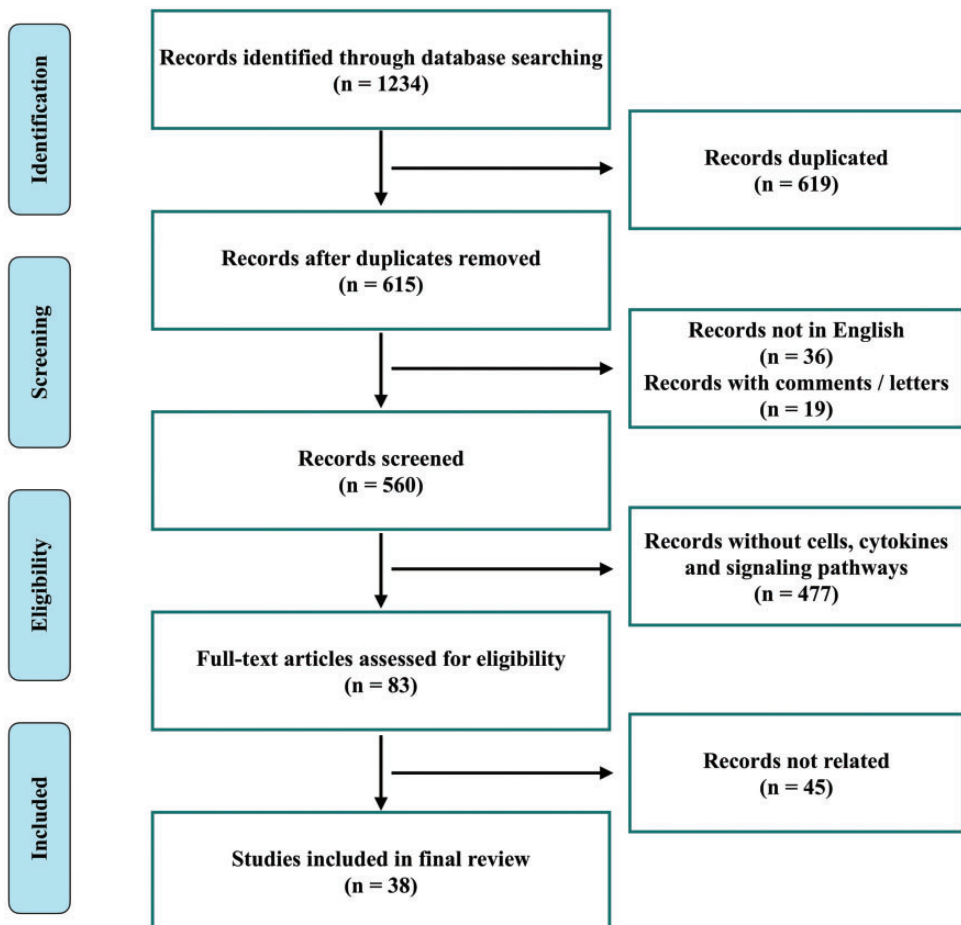 Identification
Records identified through database searching
(n = 1234)
Records duplicated
(n = 619)
Records after duplicates removed
(n = 615)
Screening
Records not in English
(n = 36)
Records with comments / letters
(n = 19)
Records screened
(n = 560)
Eligibility
Records without cells, cytokines
and signaling pathways
(n = 477)
Full-text articles assessed for eligibility
(n = 83)
Included
Records not related
(n = 45)
Studies included in final review
(n = 38)